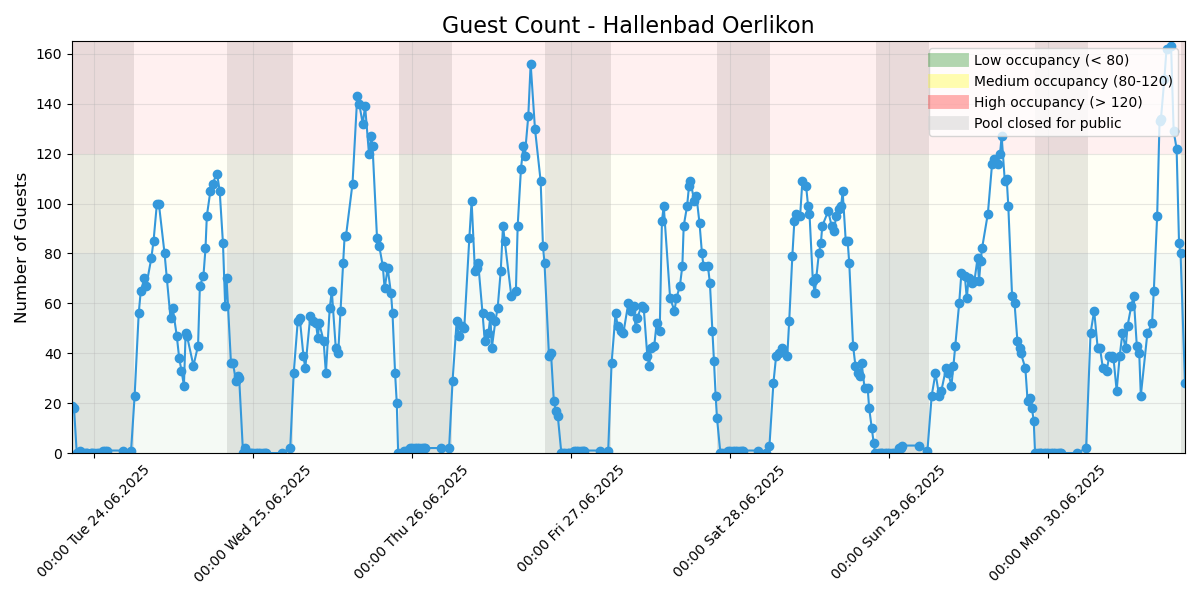 Guest Count - Hallenbad Oerlikon
Number of Guests
160
140
120
100
80
60
40
20
0
Low occupancy (< 80)
Medium occupancy (80-120)
High occupancy (> 120)
Pool closed for public
00:00 Tue 24.06.2025
00:00 Wed 25.06.2025
00:00 Thu 26.06.2025
00:00 Fri 27.06.2025
00:00 Sat 28.06.2025
00:00 Sun 29.06.2025
00:00 Mon 30.06.2025